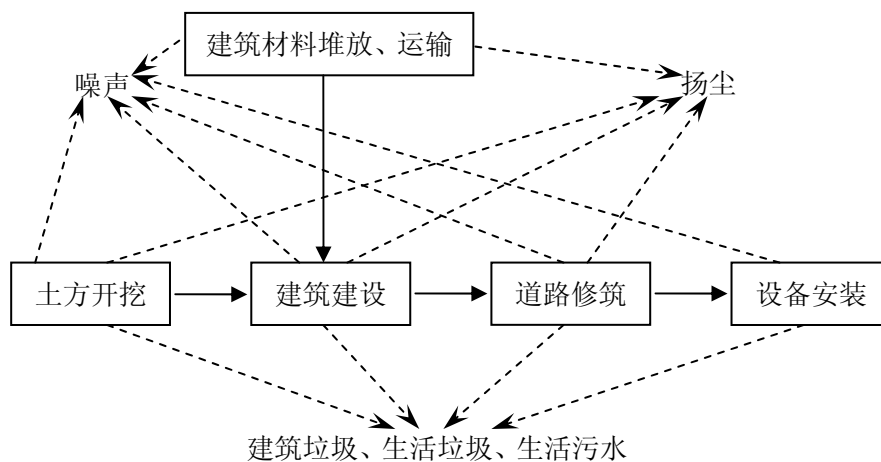 建筑材料堆放、运输
噪声
扬尘
土方开挖
建筑建设
道路修筑
设备安装
建筑垃圾、生活垃圾、生活污水